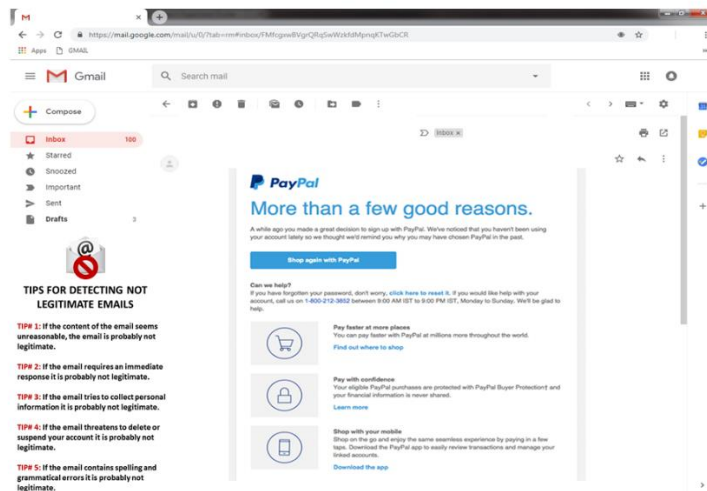 M
https://mail.google.com/mail/u/0/?tab=rm#inbox/FMfcgxwBVgrQRqSwWzkfdMpnqKTwGbCR
Apps GMAIL
Gmail
Search mail
Compose
Inbox 100
Starred
Snoozed
Important
Sent
Drafts 3
Inbox x
TIPS FOR DETECTING NOT
LEGITIMATE EMAILS
TIP# 1: If the content of the email seems
unreasonable, the email is probably not
legitimate.
TIP# 2: If the email requires an immediate
response it is probably not legitimate.
TIP# 3: If the email tries to collect personal
information it is probably not legitimate.
TIP# 4: If the email threatens to delete or
suspend your account it is probably not
legitimate.
TIP# 5: If the email contains spelling and
grammatical errors it is probably not
legitimate.
PayPal
More than a few good reasons.
A while ago you made a great decision to sign up with PayPal. We've noticed that you haven't been using
your account lately so we thought we'd remind you why you may have chosen PayPal in the past.
Shop again with PayPal
Can we help?
If you have forgotten your password, don't worry, click here to reset it. If you would like help with your
account, call us on 1-800-212-3852 between 9:00 AM IST to 9:00 PM IST, Monday to Sunday. We'll be glad to
help.
Pay faster at more places
You can pay faster with PayPal at millions more throughout the world.
Find out where to shop
Pay with confidence
Your eligible PayPal purchases are protected with PayPal Buyer Protection† and
your financial information is never shared.
Learn more
Shop with your mobile
Shop on the go and enjoy the same seamless experience by paying in a few
taps. Download the PayPal app to easily review transactions and manage your
linked accounts.
Download the app